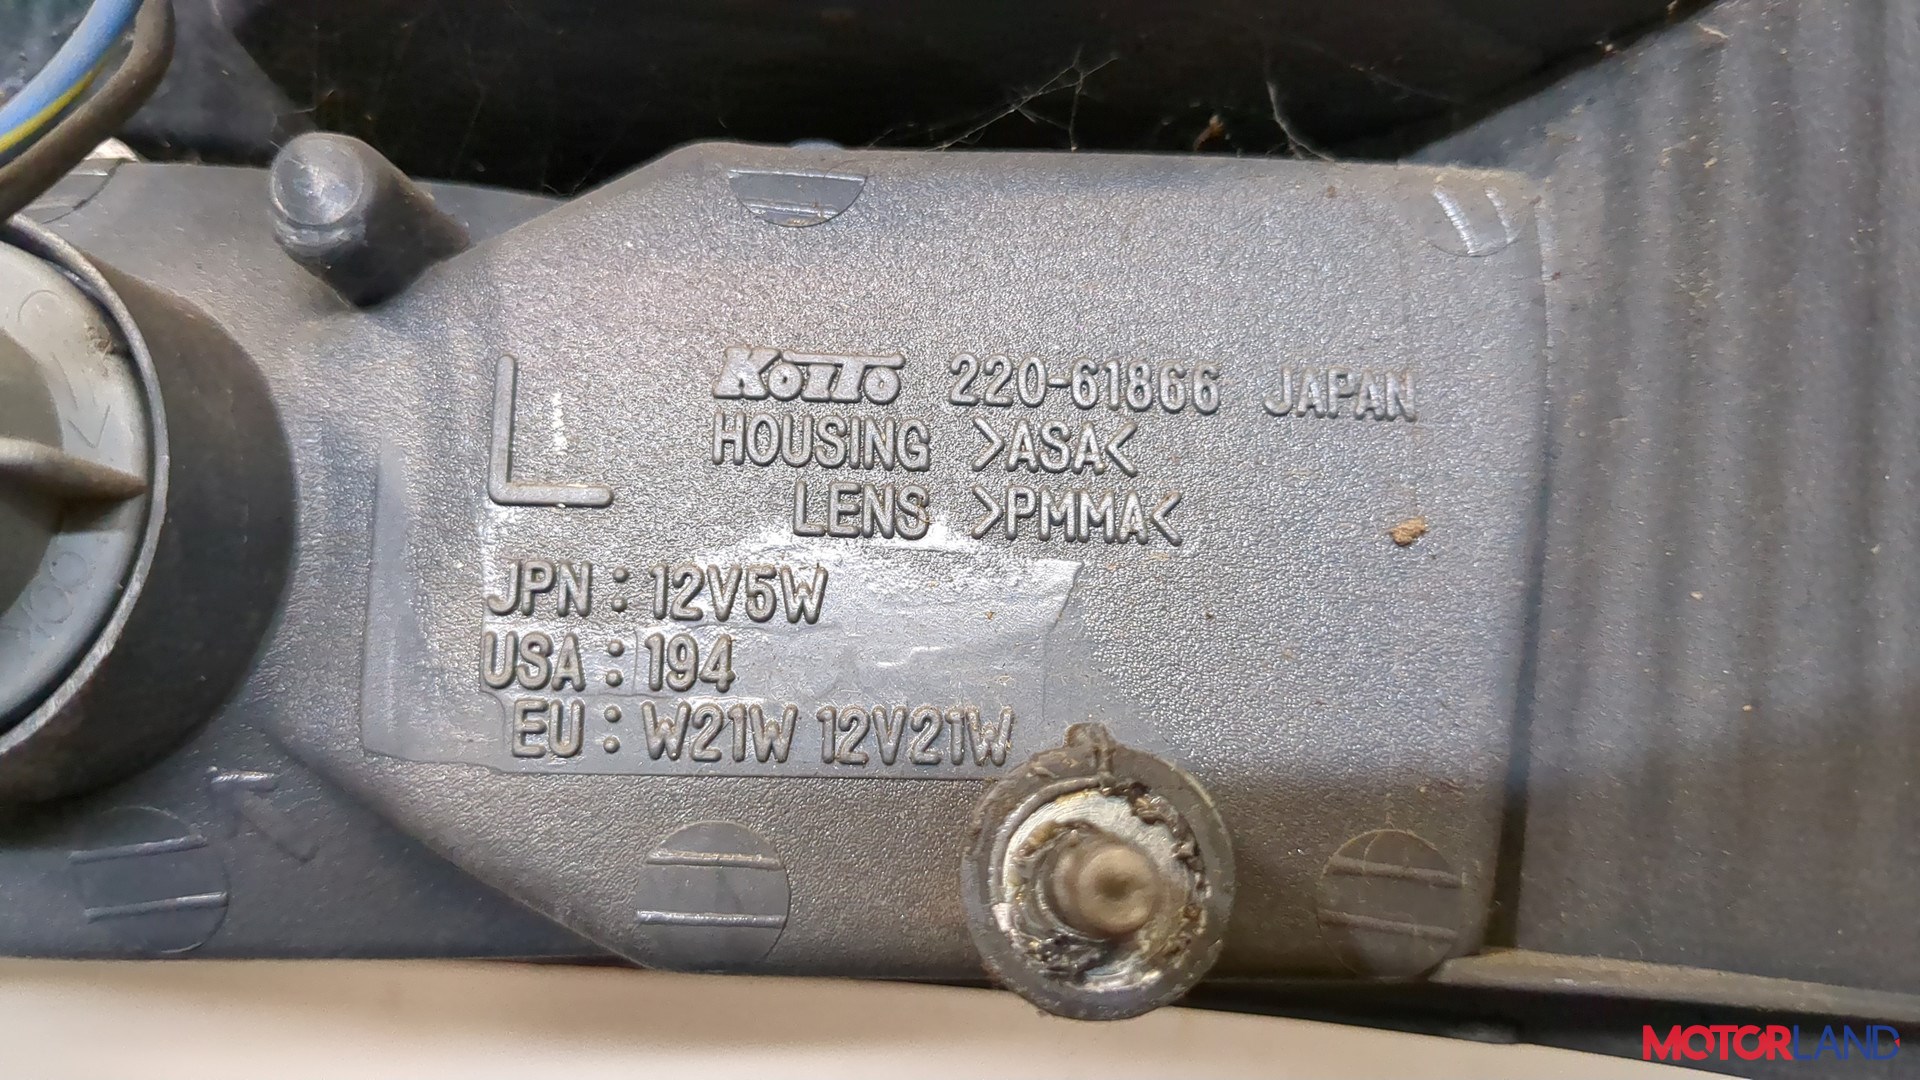 L
KOITO 220-61866 JAPAN
HOUSING >ASA<
LENS >PMMA<
JPN : 12V5W
USA : 194
EU : W21W 12V21W
MOTORLAND